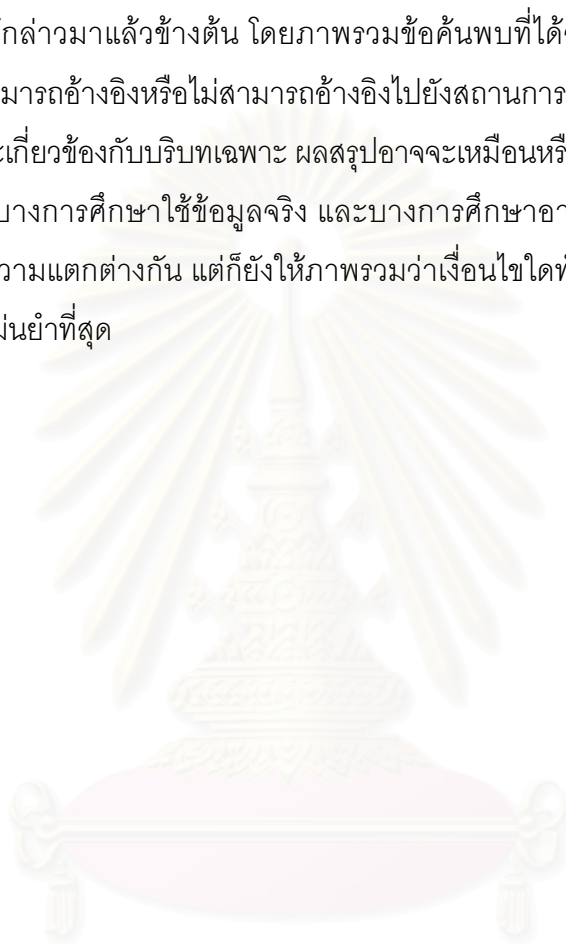 กล่าวมาแล้วข้างต้น โดยภาพรวมข้อค้นพบที่ได้
มารถอ้างอิงหรือไม่สามารถอ้างอิงไปยังสถานการ
เกี่ยวข้องกับบริบทเฉพาะ ผลสรุปอาจจะเหมือนหรื
บางการศึกษาใช้ข้อมูลจริง และบางการศึกษาอา
วามแตกต่างกัน แต่ก็ยังให้ภาพรวมว่าเงื่อนไขใดท
ม่นยำที่สุด